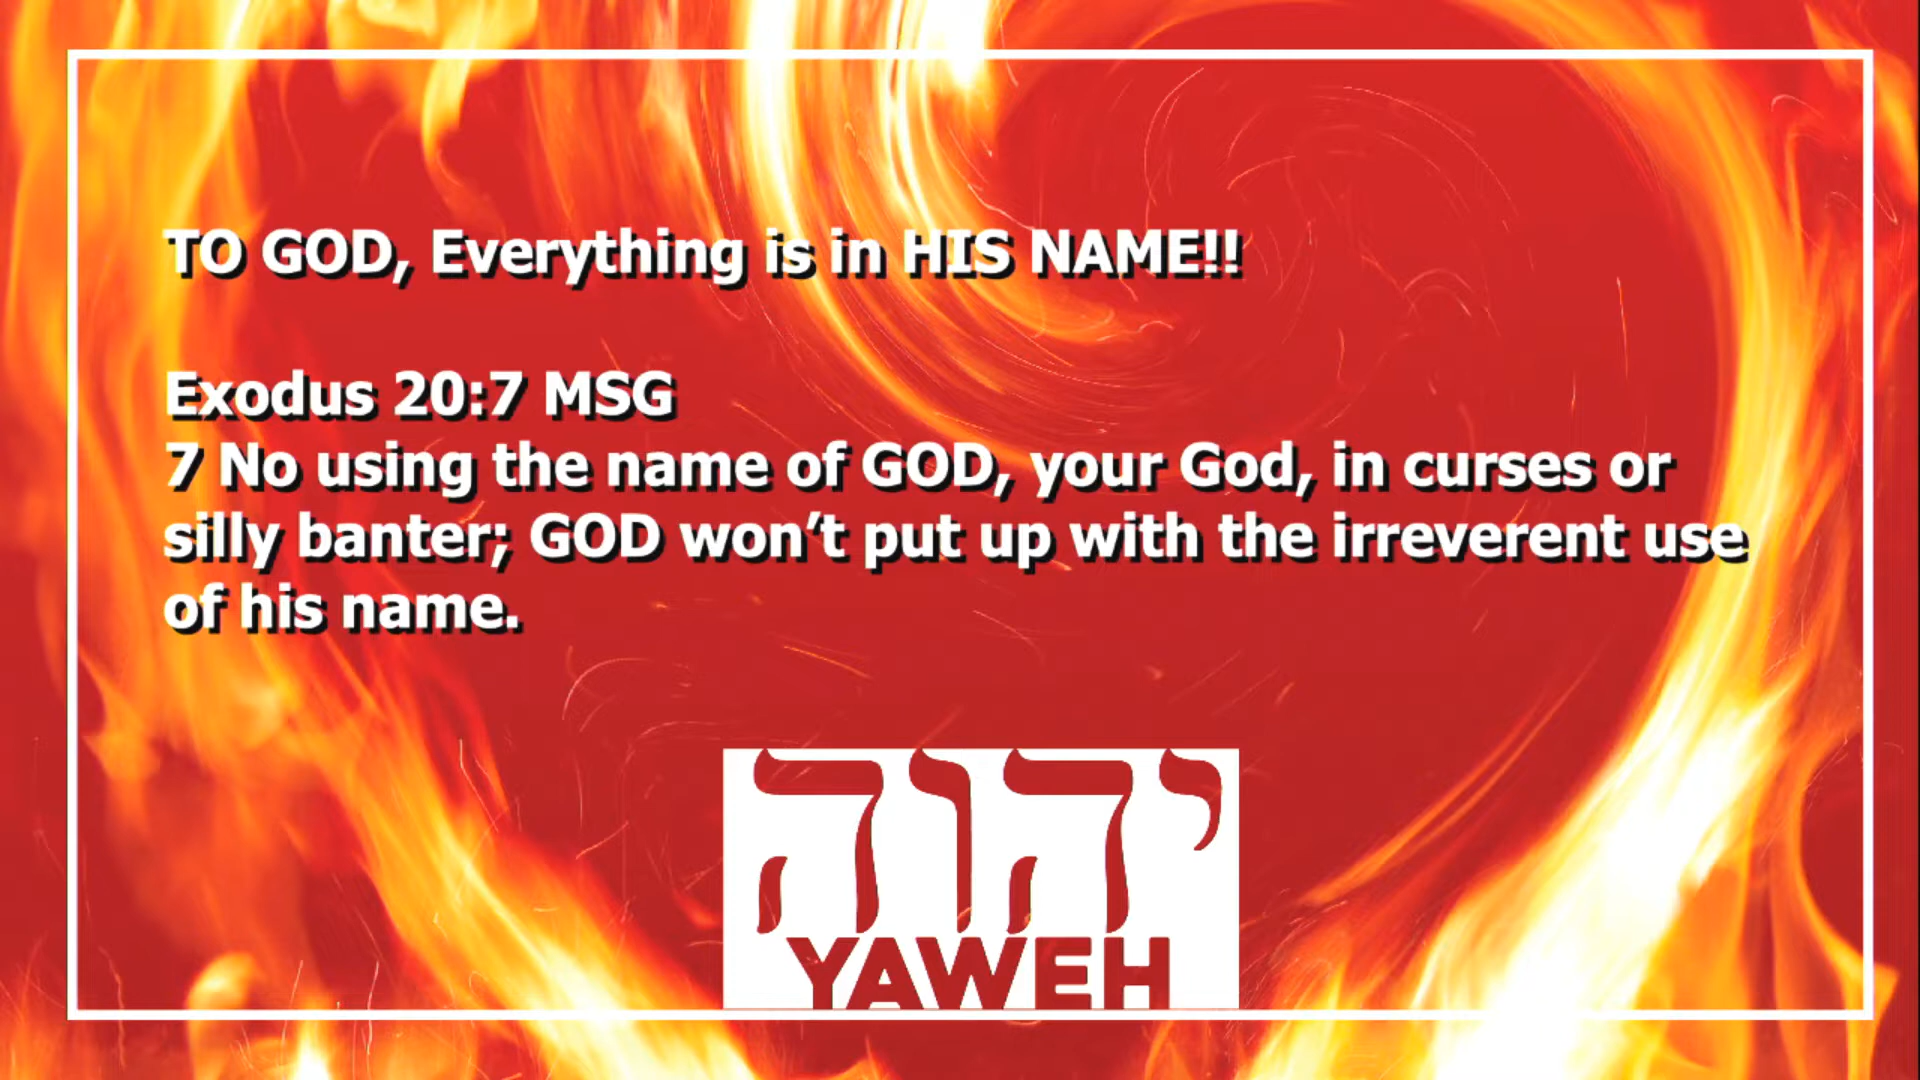 TO GOD, Everything is in HIS NAME!!
Exodus 20:7 MSG
7 No using the name of GOD, your God, in curses or
silly banter; GOD won’t put up with the irreverent use
of his name.
יהוה
YAWEH